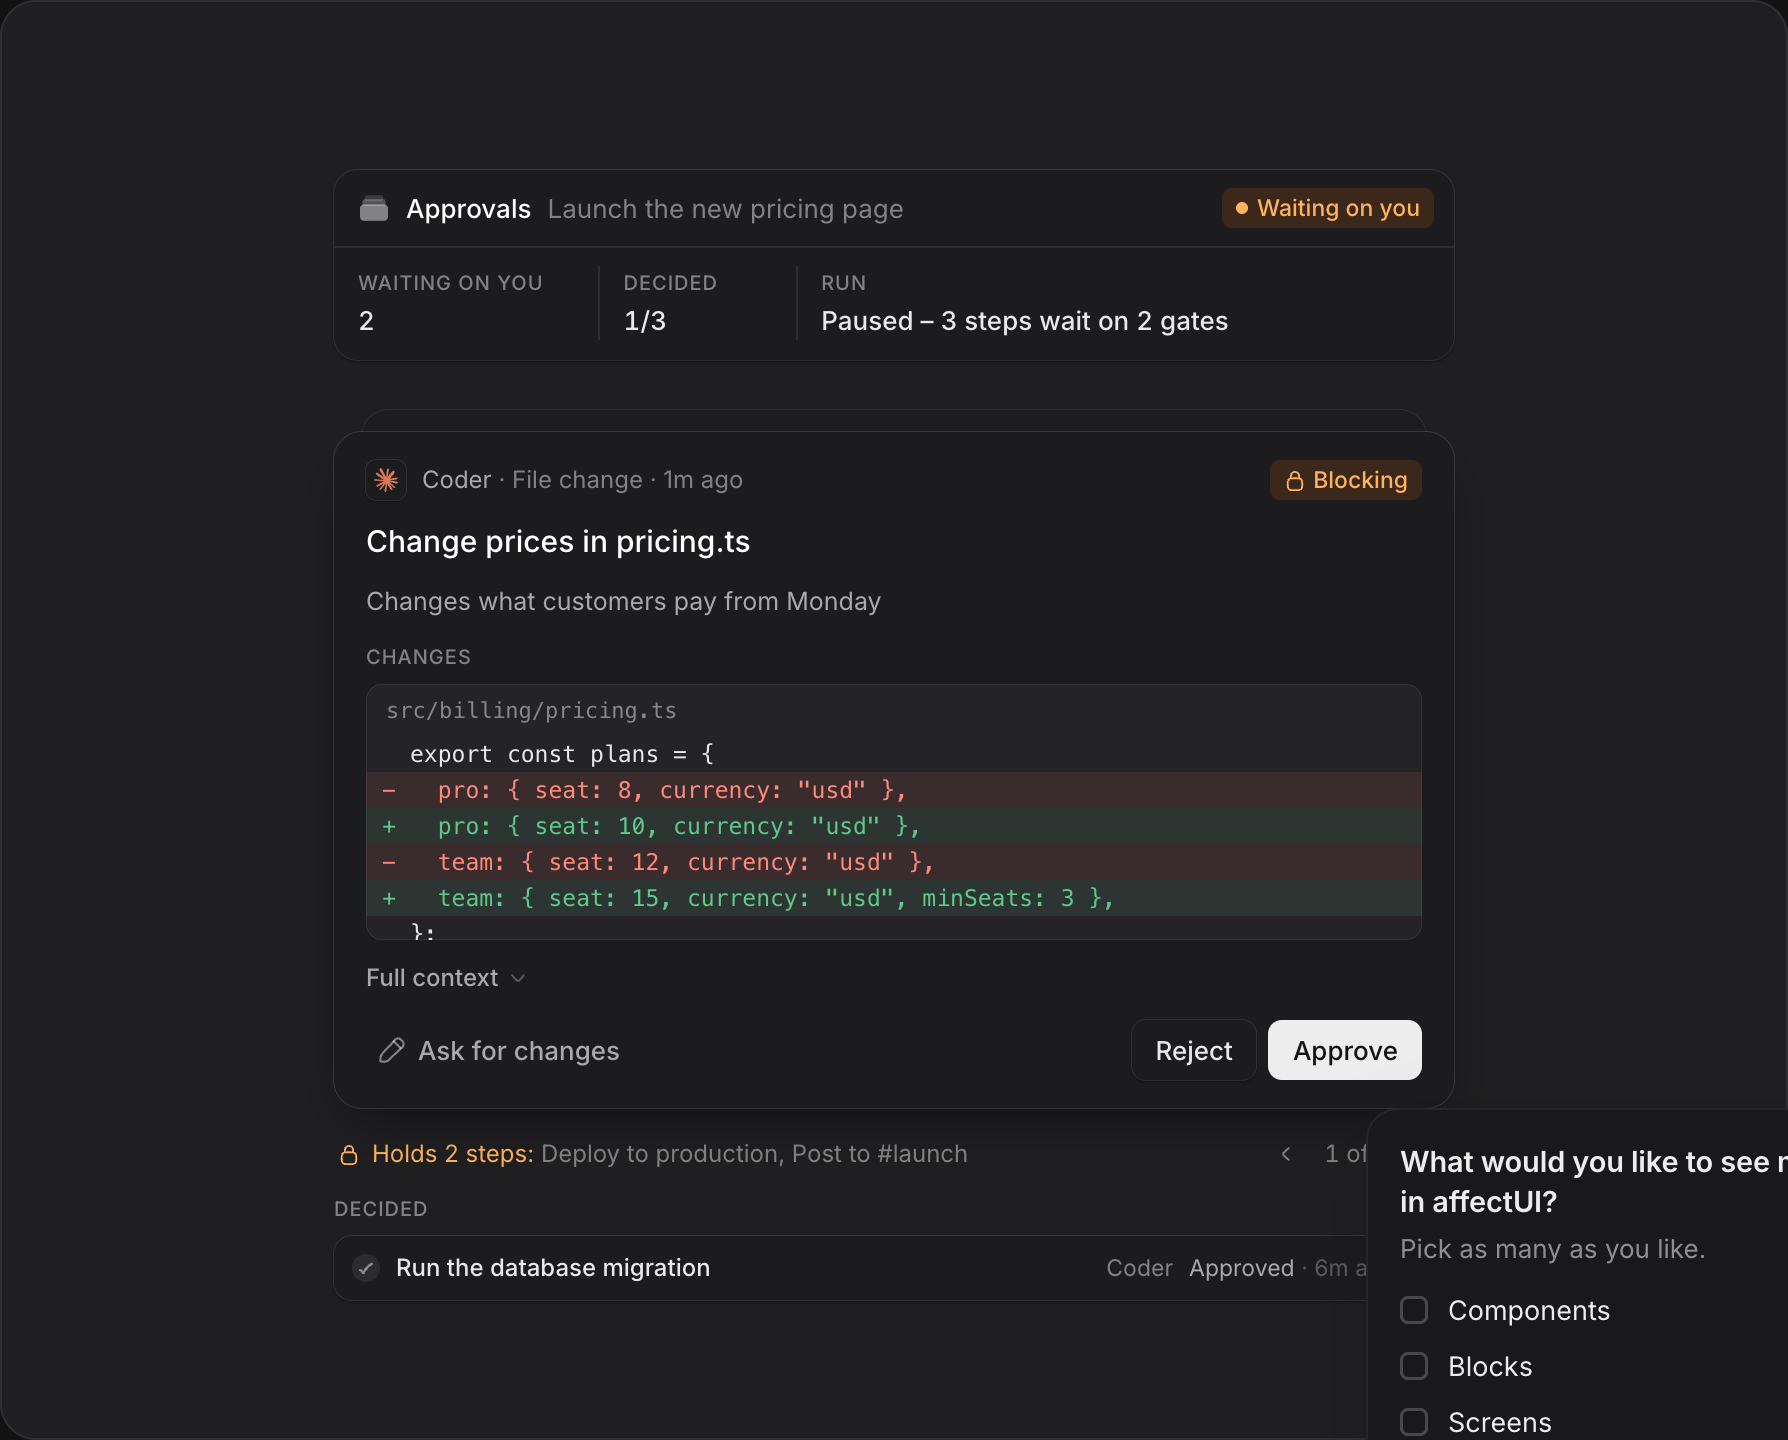 Approvals Launch the new pricing page
Waiting on you
WAITING ON YOU
2
DECIDED
1/3
RUN
Paused – 3 steps wait on 2 gates
Coder · File change · 1m ago
Blocking
Change prices in pricing.ts
Changes what customers pay from Monday
CHANGES
src/billing/pricing.ts
export const plans = {
− pro: { seat: 8, currency: "usd" },
+ pro: { seat: 10, currency: "usd" },
− team: { seat: 12, currency: "usd" },
+ team: { seat: 15, currency: "usd", minSeats: 3 },
};
Full context
Ask for changes
Reject
Approve
Holds 2 steps: Deploy to production, Post to #launch
1 of
DECIDED
Run the database migration
Coder Approved · 6m
What would you like to see
in affectUI?
Pick as many as you like.
Components
Blocks
Screens